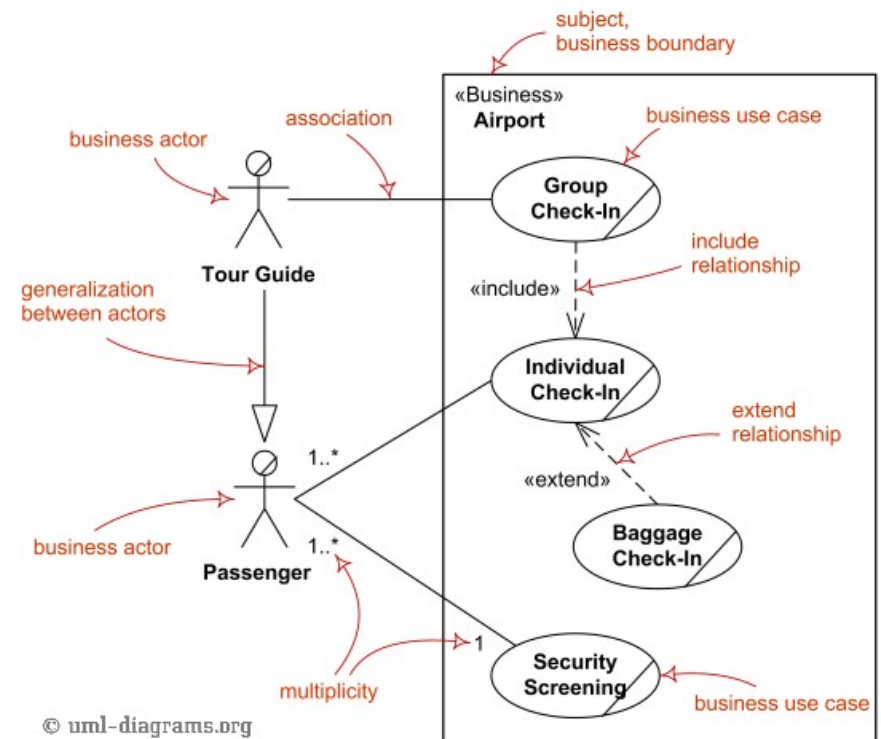 subject,
business boundary
«Business»
Airport
business use case
association
business actor
Group
Check-In
Tour Guide
include
relationship
«include»
generalization
between actors
Individual
Check-In
extend
relationship
1..*
«extend»
business actor
Baggage
Check-In
1..*
Passenger
1
multiplicity
Security
Screening
business use case
© uml-diagrams.org